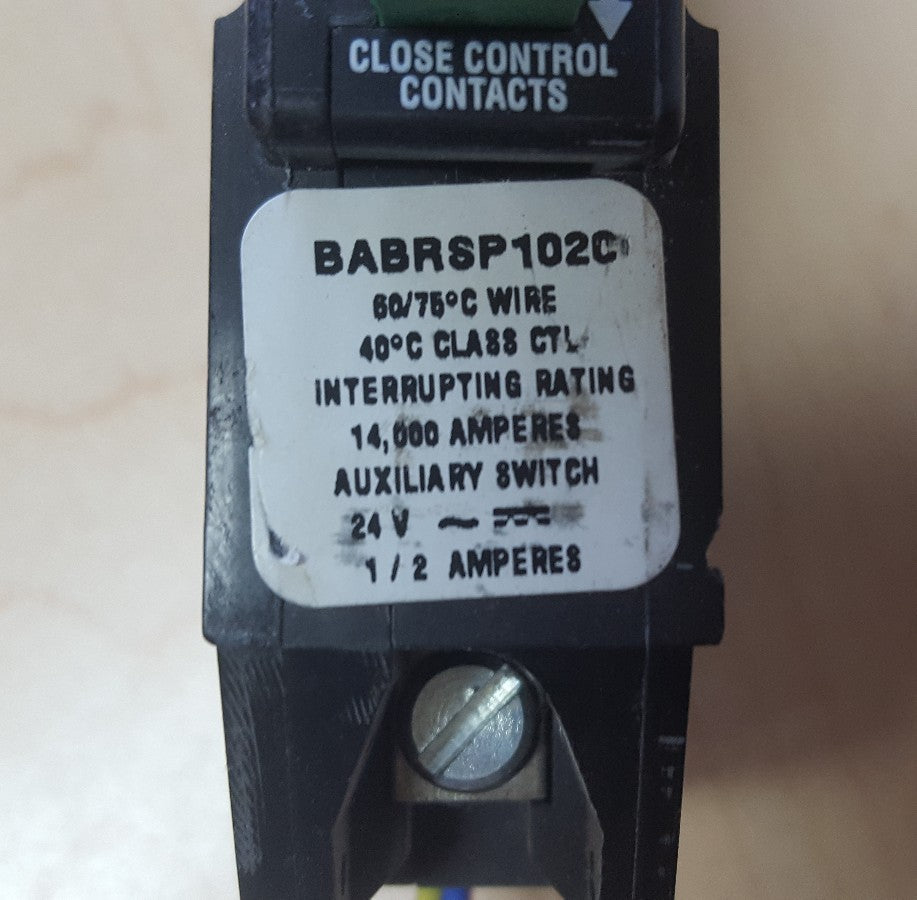 CLOSE CONTROL
CONTACTS
BABRSP102C
60/75°C WIRE
40°C CLASS CTL
INTERRUPTING RATING
14,000 AMPERES
AUXILIARY SWITCH
24 V ~ ⎓
1 / 2 AMPERES